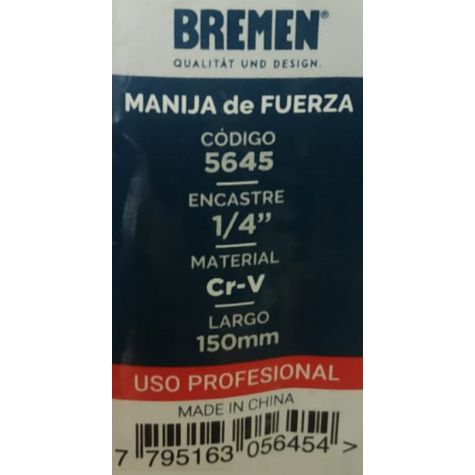 BREMEN®
QUALITÄT UND DESIGN.
MANIJA de FUERZA
CÓDIGO
5645
ENCASTRE
1/4”
MATERIAL
Cr-V
LARGO
150mm
USO PROFESIONAL
MADE IN CHINA
7 795163 056454 >